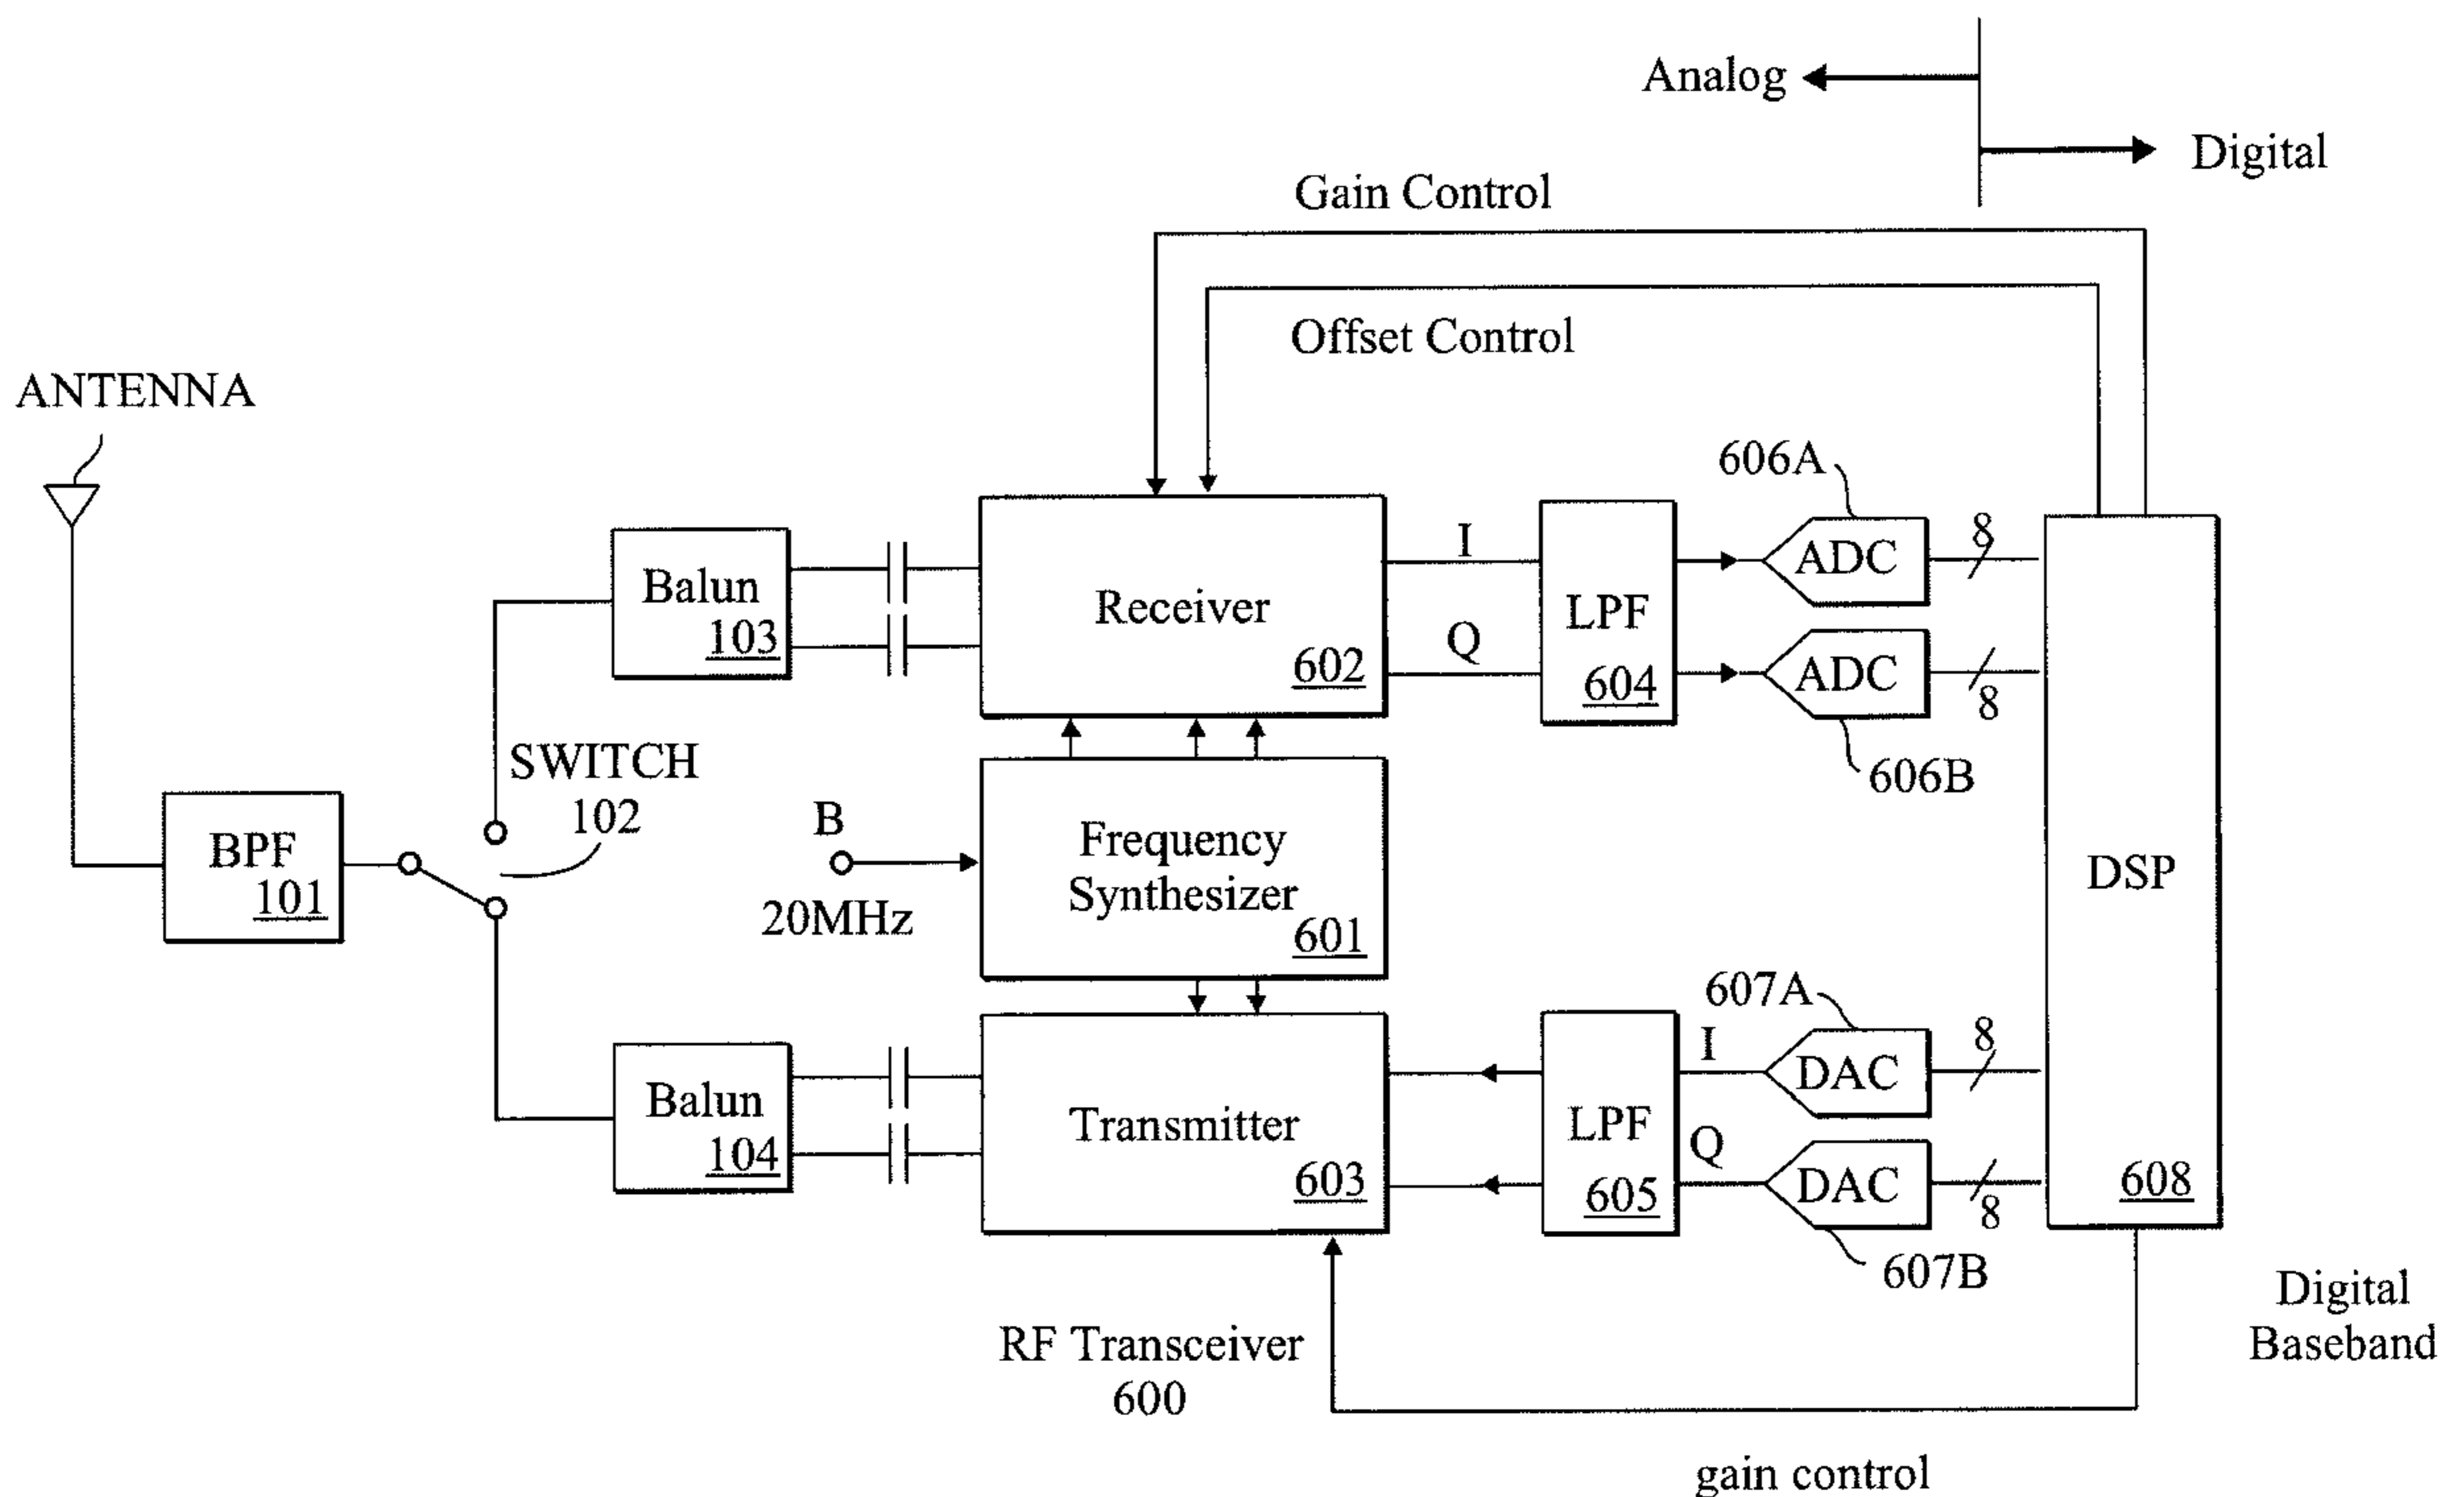 Analog
Digital
Gain Control
Offset Control
ANTENNA
606A
ADC
8
Balun
103
I
Receiver
602
Q
LPF
604
ADC
8
606B
SWITCH
102
BPF
101
B
20MHz
Frequency
Synthesizer
601
DSP
608
607A
I
DAC
8
Balun
104
Transmitter
603
LPF
605
Q
DAC
8
607B
RF Transceiver
600
Digital
Baseband
gain control